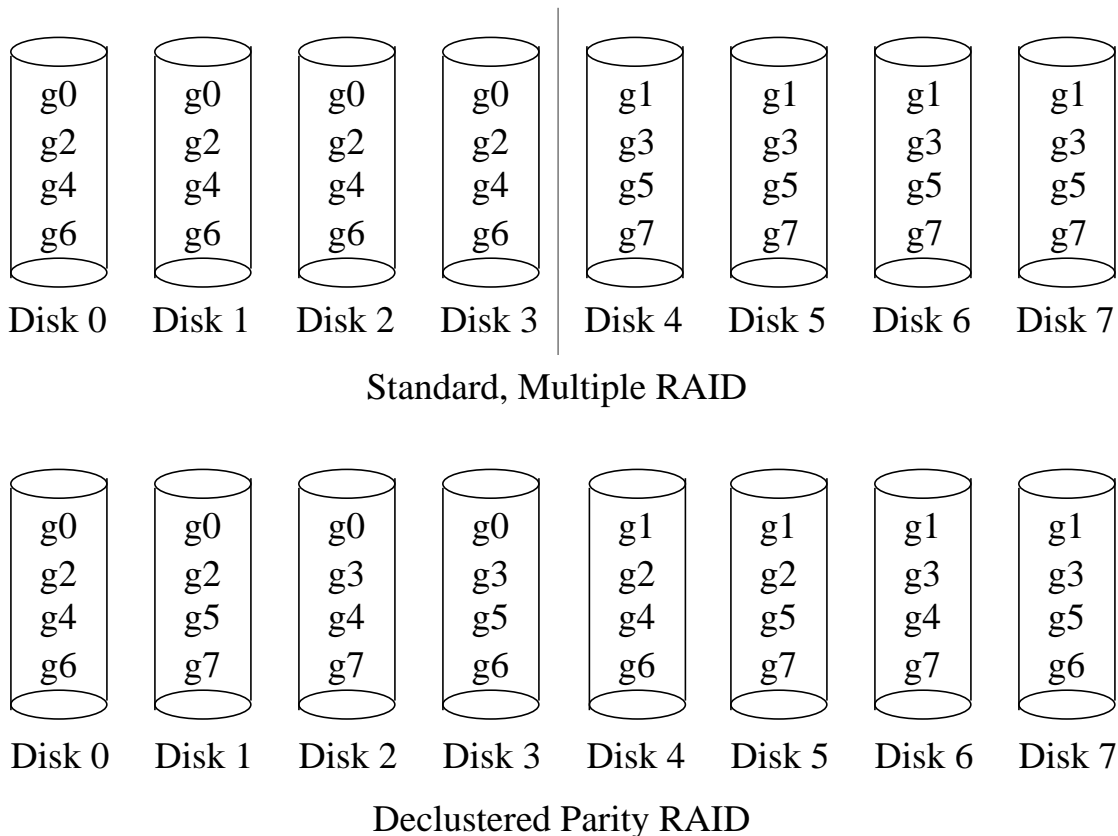 g0 g0 g0 g0 g1 g1 g1 g1
g2 g2 g2 g2 g3 g3 g3 g3
g4 g4 g4 g4 g5 g5 g5 g5
g6 g6 g6 g6 g7 g7 g7 g7
Disk 0 Disk 1 Disk 2 Disk 3 Disk 4 Disk 5 Disk 6 Disk 7
Standard, Multiple RAID
g0 g0 g0 g0 g1 g1 g1 g1
g2 g2 g3 g3 g2 g2 g3 g3
g4 g5 g4 g5 g4 g5 g4 g5
g6 g7 g7 g6 g6 g7 g7 g6
Disk 0 Disk 1 Disk 2 Disk 3 Disk 4 Disk 5 Disk 6 Disk 7
Declustered Parity RAID